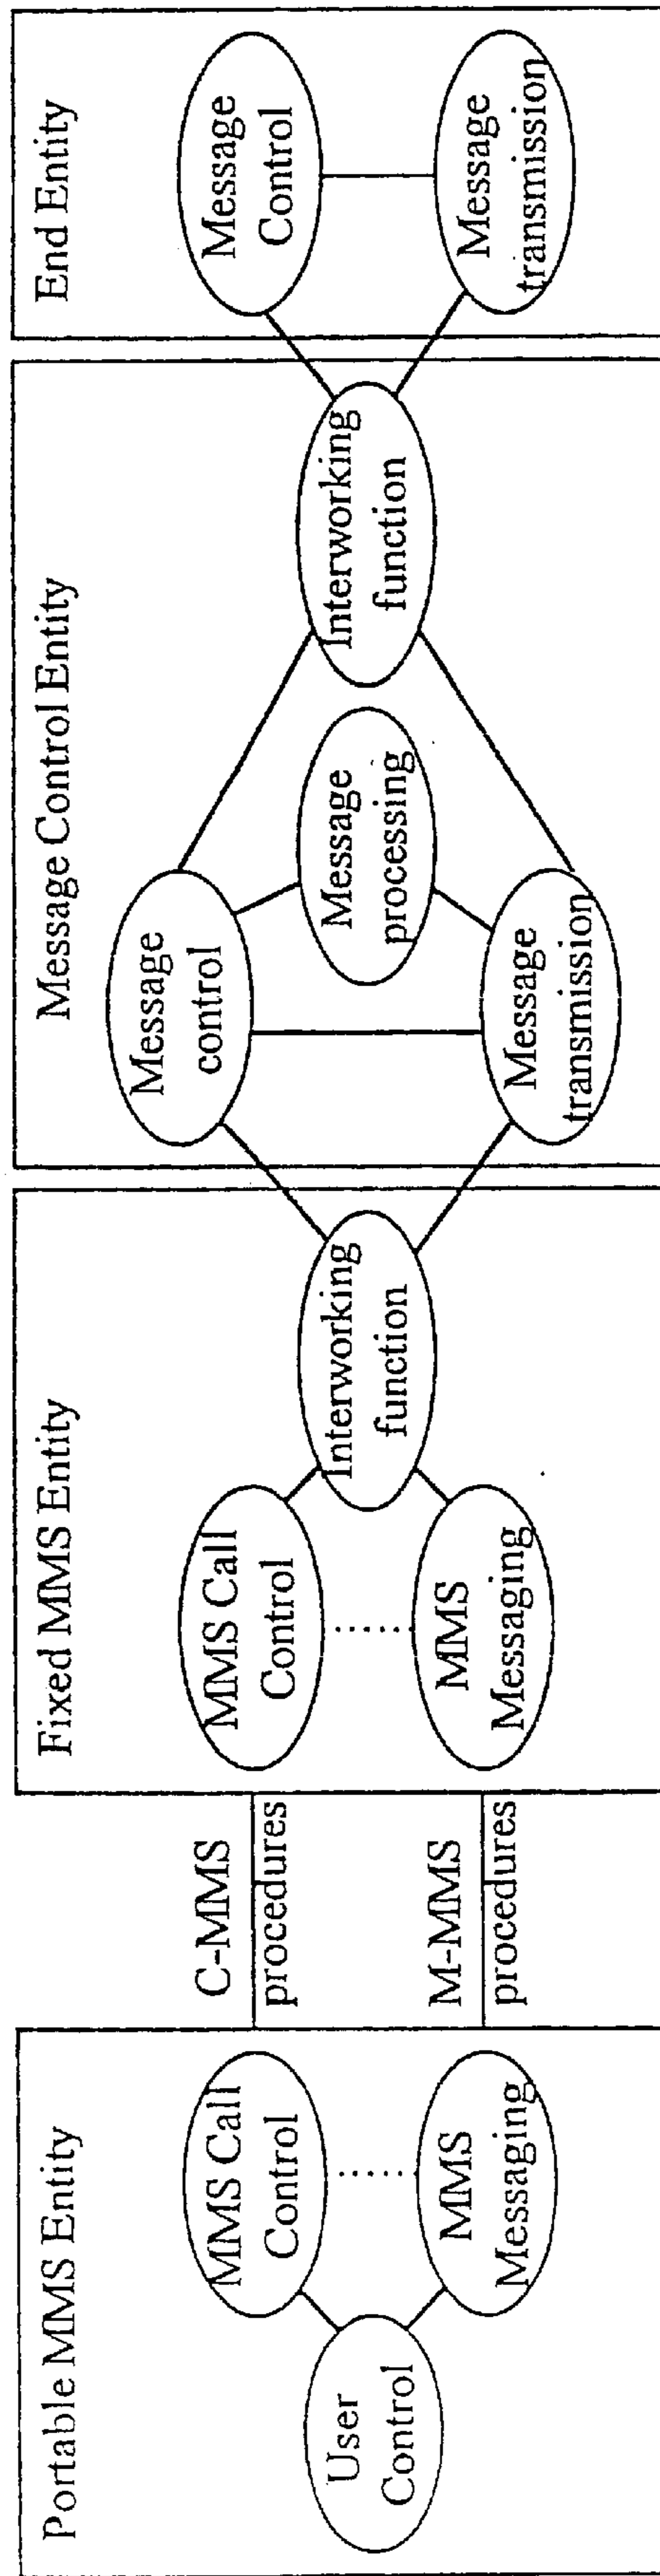 Portable MMS Entity
User
Control
MMS Call
Control
MMS
Messaging
C-MMS
procedures
M-MMS
procedures
Fixed MMS Entity
MMS Call
Control
MMS
Messaging
Interworking
function
Message Control Entity
Message
control
Message
processing
Message
transmission
Interworking
function
End Entity
Message
Control
Message
transmission